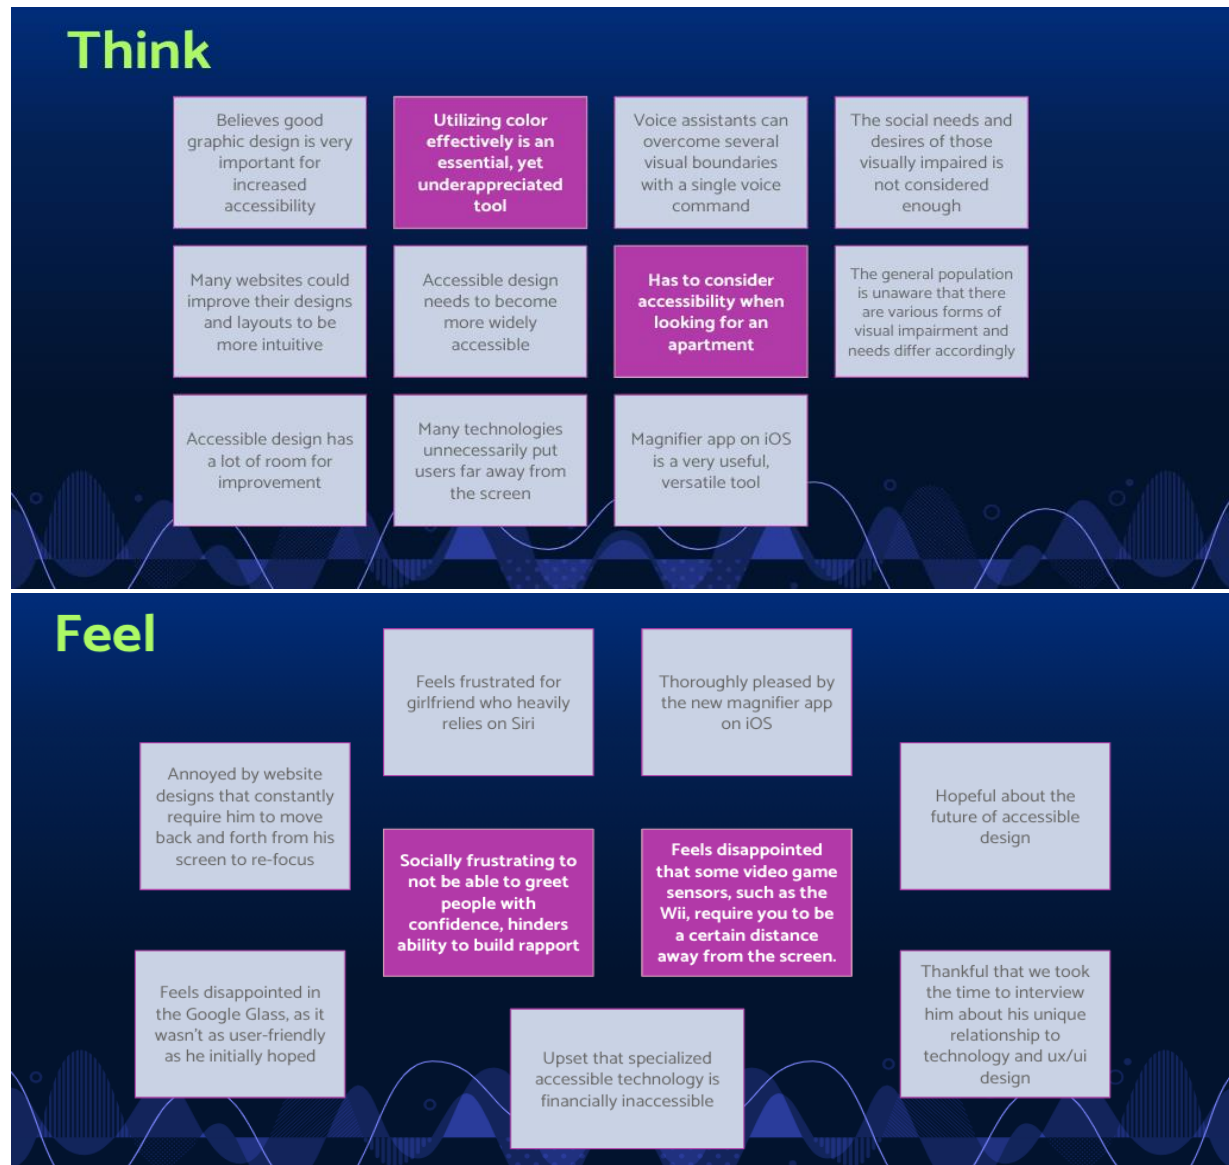 Think
Believes good
graphic design is very
important for
increased
accessibility
Utilizing color
effectively is an
essential, yet
underappreciated
tool
Voice assistants can
overcome several
visual boundaries
with a single voice
command
The social needs and
desires of those
visually impaired is
not considered
enough
Many websites could
improve their designs
and layouts to be
more intuitive
Accessible design
needs to become
more widely
accessible
Has to consider
accessibility when
looking for an
apartment
The general population
is unaware that there
are various forms of
visual impairment and
needs differ accordingly
Accessible design has
a lot of room for
improvement
Many technologies
unnecessarily put
users far away from
the screen
Magnifier app on iOS
is a very useful,
versatile tool
Feel
Feels frustrated for
girlfriend who heavily
relies on Siri
Thoroughly pleased by
the new magnifier app
on iOS
Annoyed by website
designs that constantly
require him to move
back and forth from his
screen to re-focus
Hopeful about the
future of accessible
design
Socially frustrating to
not be able to greet
people with
confidence, hinders
ability to build rapport
Feels disappointed
that some video game
sensors, such as the
Wii, require you to be
a certain distance
away from the screen.
Feels disappointed in
the Google Glass, as it
wasn't as user-friendly
as he initially hoped
Thankful that we took
the time to interview
him about his unique
relationship to
technology and ux/ui
design
Upset that specialized
accessible technology is
financially inaccessible